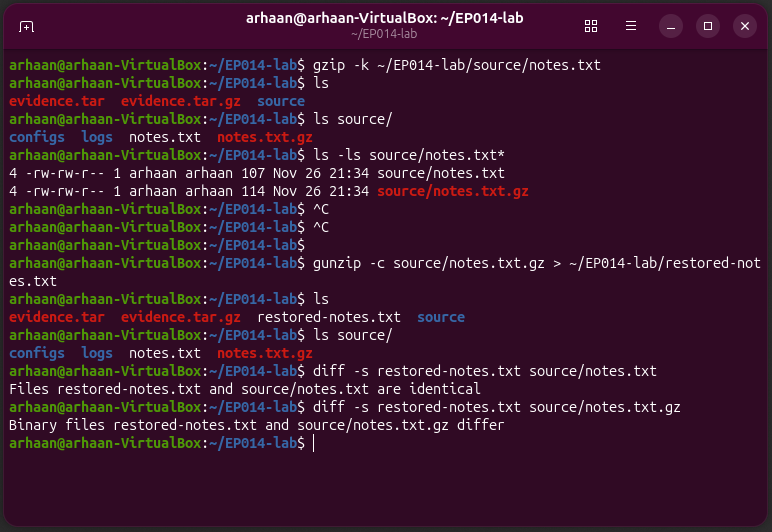 arhaan@arhaan-VirtualBox: ~/EP014-lab
~/EP014-lab
arhaan@arhaan-VirtualBox:~/EP014-lab$ gzip -k ~/EP014-lab/source/notes.txt
arhaan@arhaan-VirtualBox:~/EP014-lab$ ls
evidence.tar  evidence.tar.gz  source
arhaan@arhaan-VirtualBox:~/EP014-lab$ ls source/
configs  logs  notes.txt  notes.txt.gz
arhaan@arhaan-VirtualBox:~/EP014-lab$ ls -ls source/notes.txt*
4 -rw-rw-r-- 1 arhaan arhaan 107 Nov 26 21:34 source/notes.txt
4 -rw-rw-r-- 1 arhaan arhaan 114 Nov 26 21:34 source/notes.txt.gz
arhaan@arhaan-VirtualBox:~/EP014-lab$ ^C
arhaan@arhaan-VirtualBox:~/EP014-lab$ ^C
arhaan@arhaan-VirtualBox:~/EP014-lab$
arhaan@arhaan-VirtualBox:~/EP014-lab$ gunzip -c source/notes.txt.gz > ~/EP014-lab/restored-not
es.txt
arhaan@arhaan-VirtualBox:~/EP014-lab$ ls
evidence.tar  evidence.tar.gz  restored-notes.txt  source
arhaan@arhaan-VirtualBox:~/EP014-lab$ ls source/
configs  logs  notes.txt  notes.txt.gz
arhaan@arhaan-VirtualBox:~/EP014-lab$ diff -s restored-notes.txt source/notes.txt
Files restored-notes.txt and source/notes.txt are identical
arhaan@arhaan-VirtualBox:~/EP014-lab$ diff -s restored-notes.txt source/notes.txt.gz
Binary files restored-notes.txt and source/notes.txt.gz differ
arhaan@arhaan-VirtualBox:~/EP014-lab$